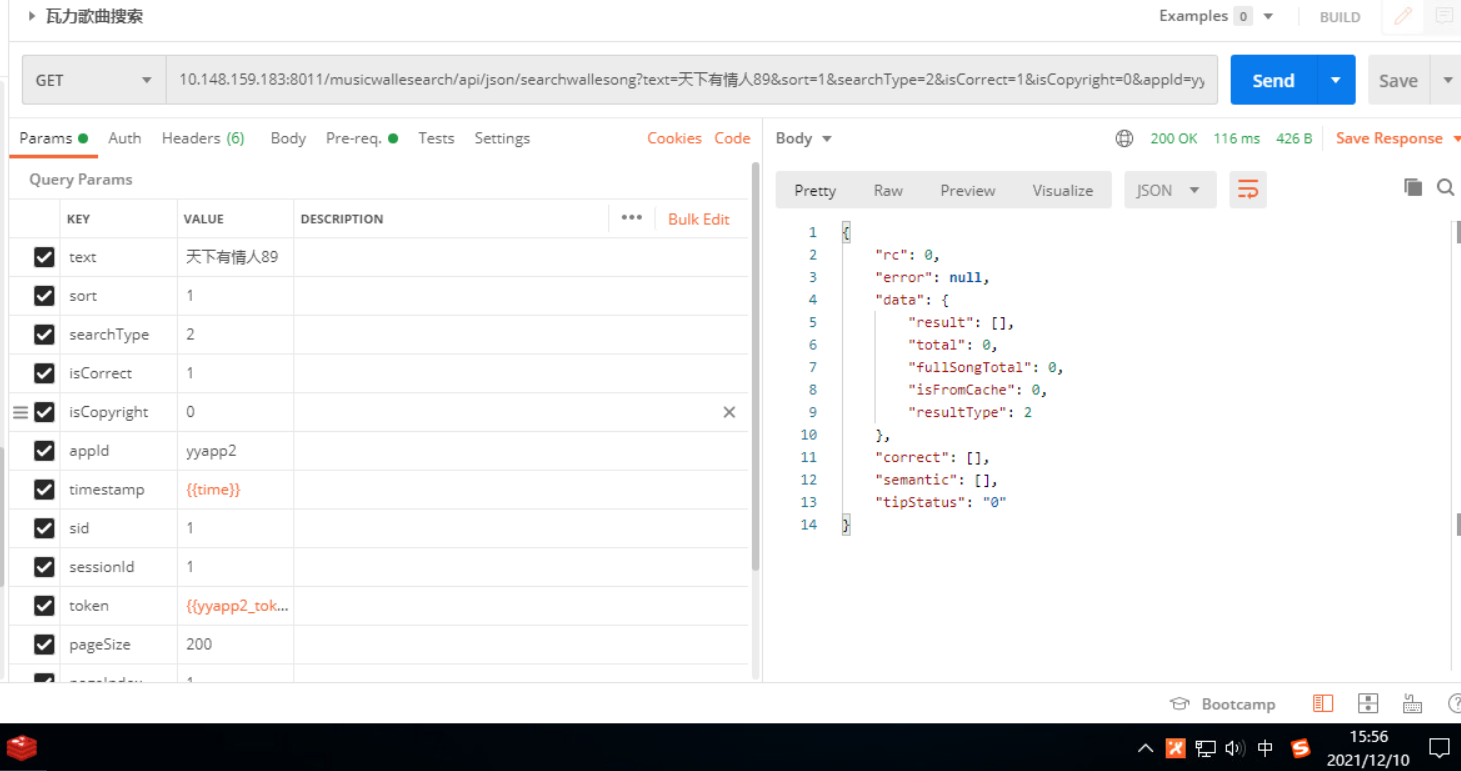 瓦力歌曲搜索
Examples 0 BUILD
GET 10.148.159.183:8011/musicwallesearch/api/json/searchwallesong?text=天下有情人89&sort=1&searchType=2&isCorrect=1&isCopyright=0&appId=yy Send Save
Params Auth Headers (6) Body Pre-req. Tests Settings Cookies Code
Query Params
KEY VALUE DESCRIPTION ••• Bulk Edit
text 天下有情人89
sort 1
searchType 2
isCorrect 1
isCopyright 0
appId yyapp2
timestamp {{time}}
sid 1
sessionId 1
token {{yyapp2_tok...
pageSize 200
pageIndex 1
Body 200 OK 116 ms 426 B Save Response
Pretty Raw Preview Visualize JSON
1 {
2 "rc": 0,
3 "error": null,
4 "data": {
5 "result": [],
6 "total": 0,
7 "fullSongTotal": 0,
8 "isFromCache": 0,
9 "resultType": 2
10 },
11 "correct": [],
12 "semantic": [],
13 "tipStatus": "0"
14 }
Bootcamp
中
15:56
2021/12/10